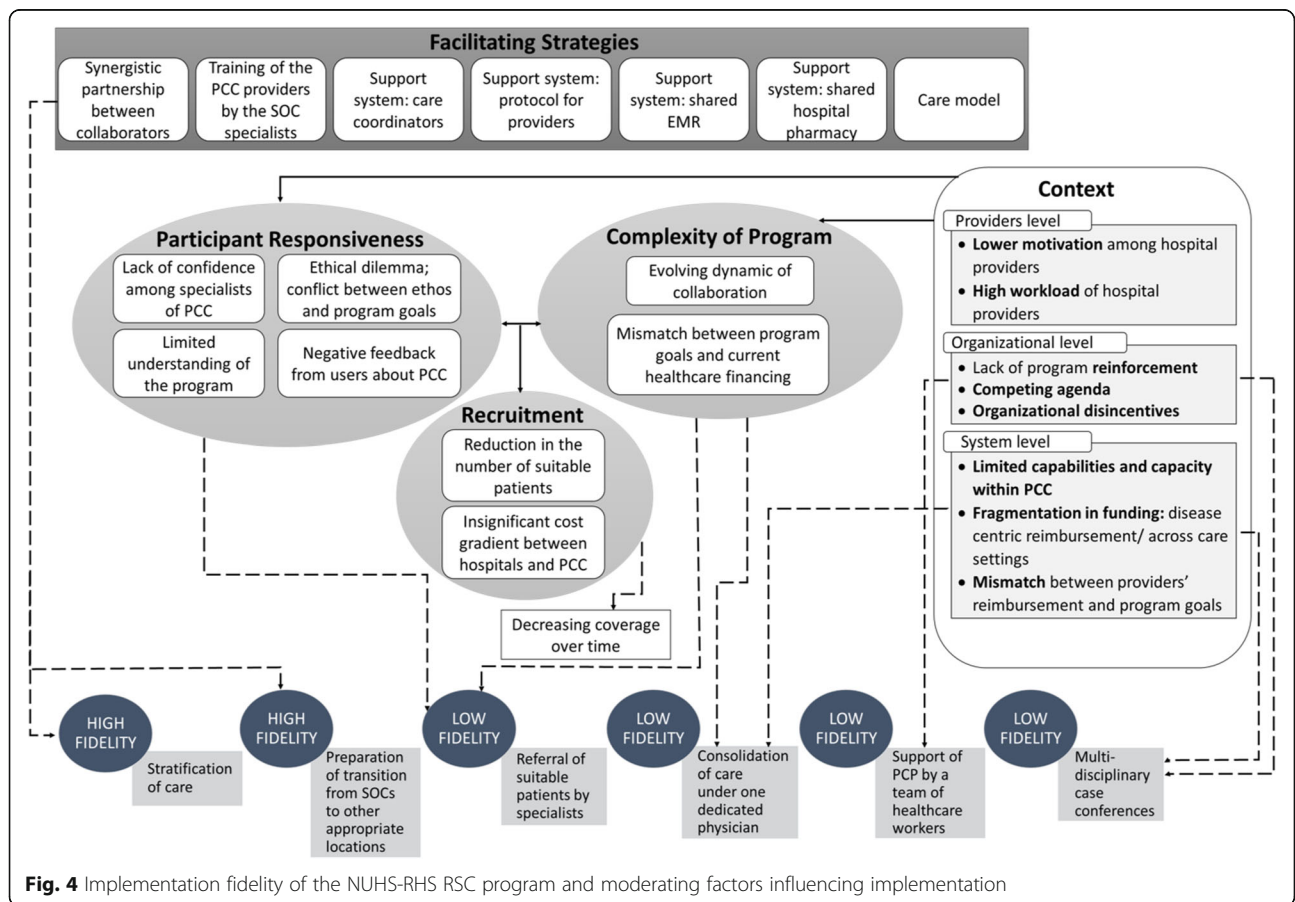 Facilitating Strategies
Synergistic
partnership
between
collaborators
Training of the
PCC providers
by the SOC
specialists
Support
system: care
coordinators
Support system:
protocol for
providers
Support
system: shared
EMR
Support
system: shared
hospital
pharmacy
Care model
Participant Responsiveness
Lack of confidence
among specialists
of PCC
Ethical dilemma;
conflict between ethos
and program goals
Limited
understanding of
the program
Negative feedback
from users about PCC
Complexity of Program
Evolving dynamic of
collaboration
Mismatch between program
goals and current
healthcare financing
Recruitment
Reduction in the
number of suitable
patients
Insignificant cost
gradient between
hospitals and PCC
Decreasing coverage
over time
Context
Providers level
• Lower motivation among hospital
providers
• High workload of hospital
providers
Organizational level
• Lack of program reinforcement
• Competing agenda
• Organizational disincentives
System level
• Limited capabilities and capacity
within PCC
• Fragmentation in funding: disease
centric reimbursement/ across care
settings
• Mismatch between providers'
reimbursement and program goals
HIGH
FIDELITY
Stratification
of care
HIGH
FIDELITY
Preparation
of transition
from SOCs
to other
appropriate
locations
LOW
FIDELITY
Referral of
suitable
patients by
specialists
LOW
FIDELITY
Consolidation
of care
under one
dedicated
physician
LOW
FIDELITY
Support of
PCP by a
team of
healthcare
workers
LOW
FIDELITY
Multi-
disciplinary
case
conferences
Fig. 4 Implementation fidelity of the NUHS-RHS RSC program and moderating factors influencing implementation